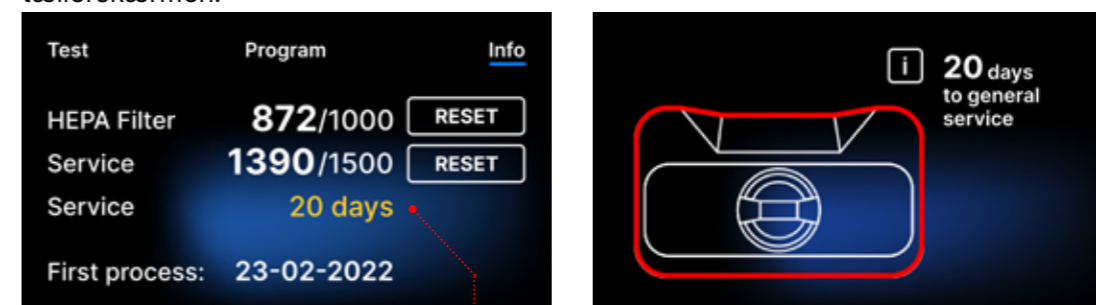 Test Program Info
HEPA Filter 872/1000 RESET
Service 1390/1500 RESET
Service 20 days
First process: 23-02-2022
i 20 days
to general
service